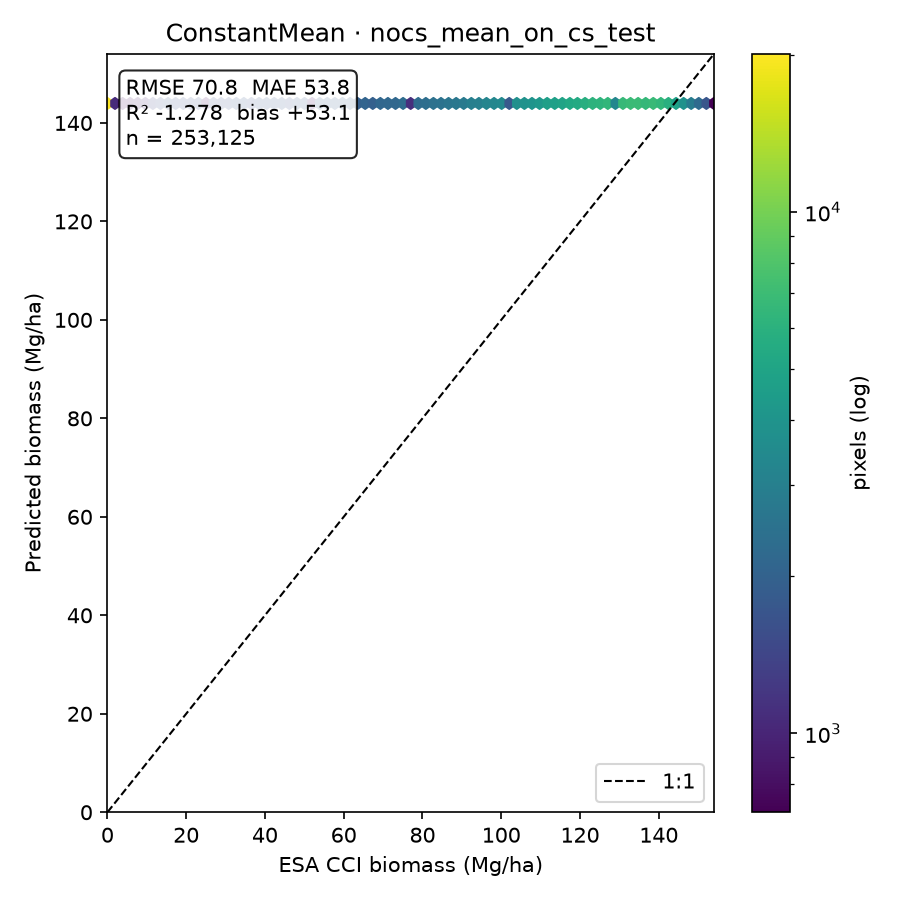 ConstantMean · nocs_mean_on_cs_test
RMSE 70.8 MAE 53.8
R² -1.278 bias +53.1
n = 253,125
140
120
100
80
60
40
20
0
Predicted biomass (Mg/ha)
0 20 40 60 80 100 120 140
ESA CCI biomass (Mg/ha)
1:1
10⁴
10³
pixels (log)